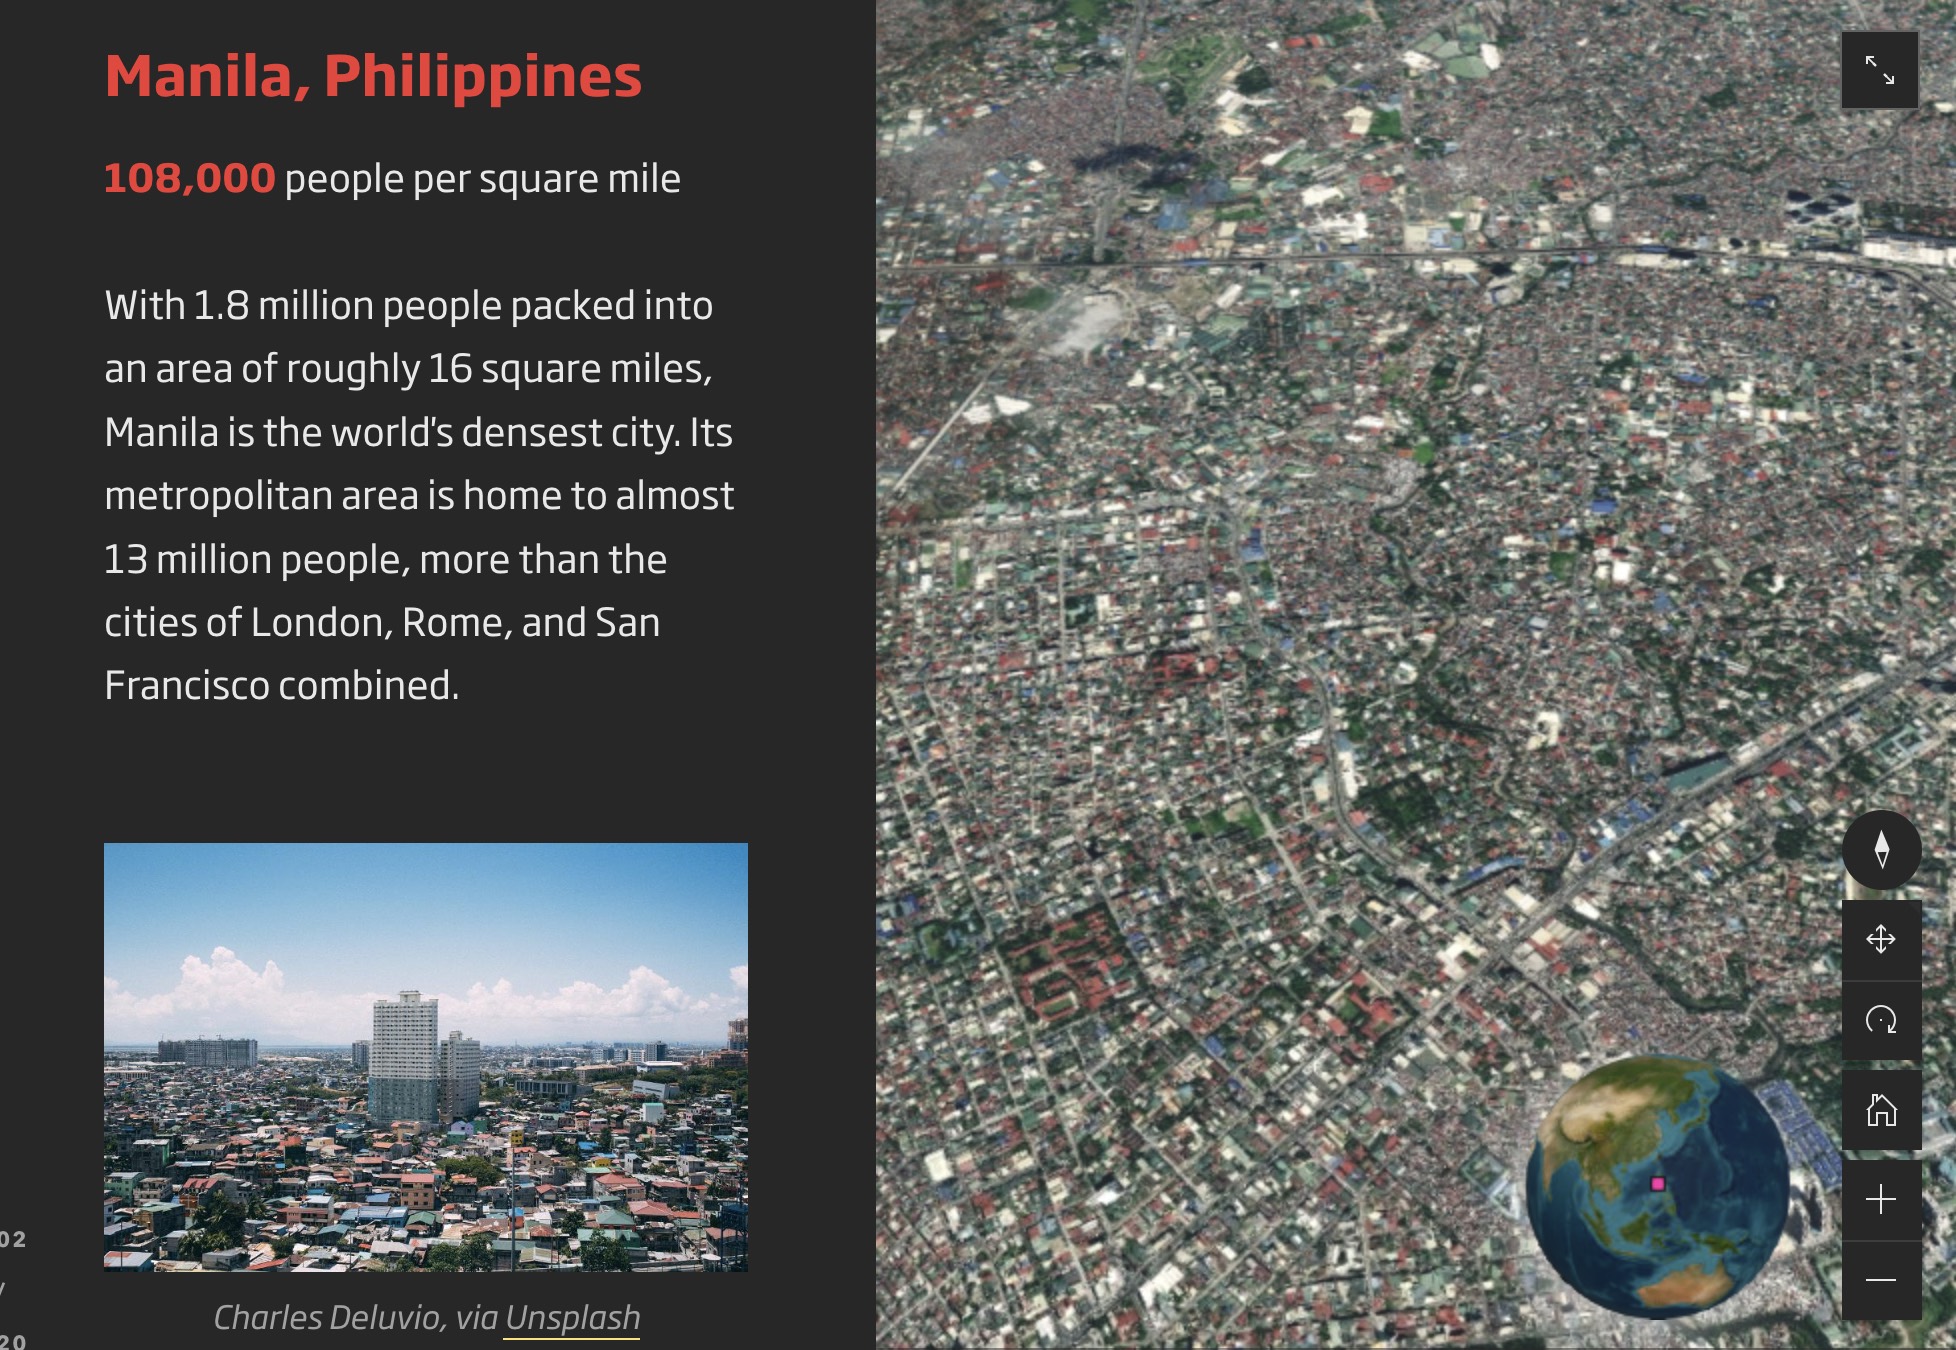 Manila, Philippines
108,000 people per square mile
With 1.8 million people packed into
an area of roughly 16 square miles,
Manila is the world's densest city. Its
metropolitan area is home to almost
13 million people, more than the
cities of London, Rome, and San
Francisco combined.
Charles Deluvio, via Unsplash
02
/
20